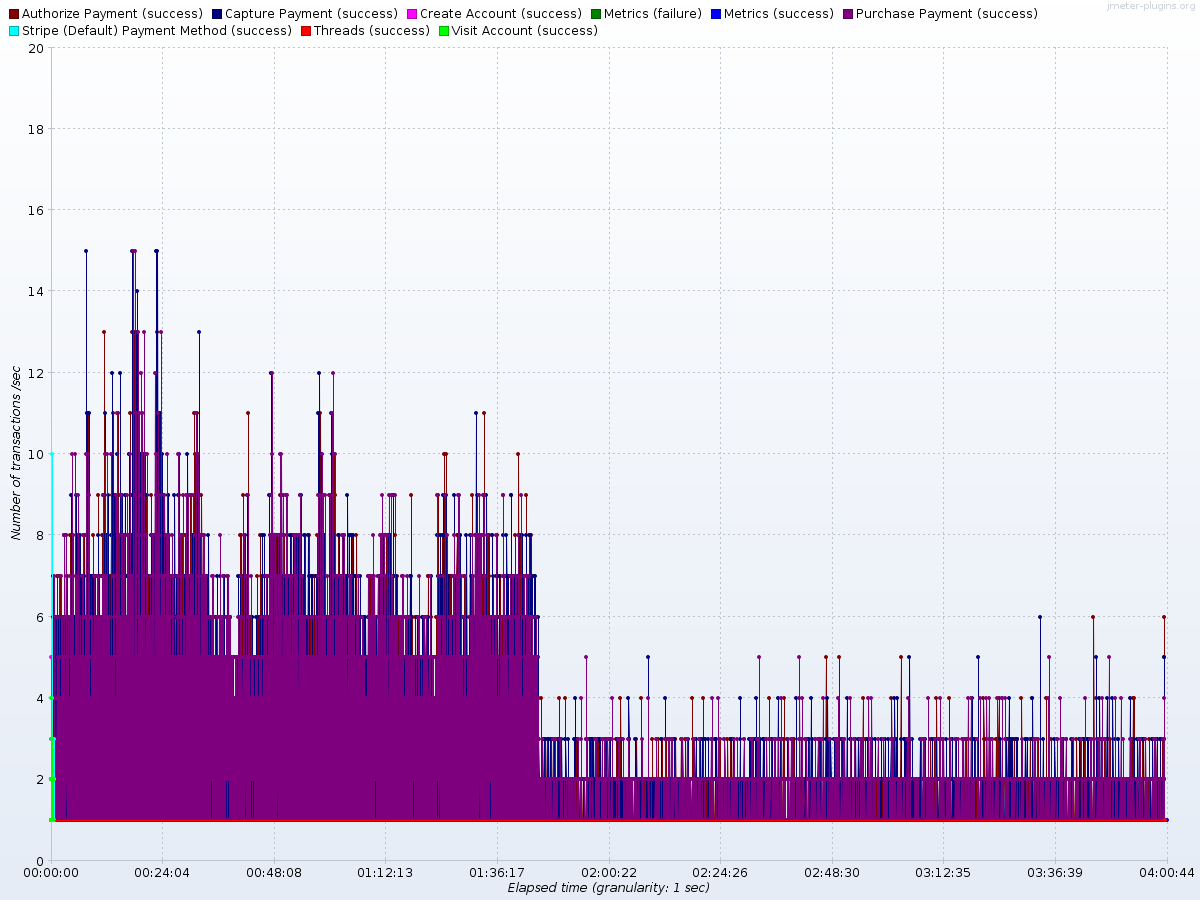 Authorize Payment (success) Capture Payment (success) Create Account (success) Metrics (failure) Metrics (success) Purchase Payment (success)
jmeter-plugins.org
Stripe (Default) Payment Method (success) Threads (success) Visit Account (success)
20
18
16
14
12
10
8
6
4
2
0
Number of transactions /sec
00:00:00 00:24:04 00:48:08 01:12:13 01:36:17 02:00:22 02:24:26 02:48:30 03:12:35 03:36:39 04:00:44
Elapsed time (granularity: 1 sec)